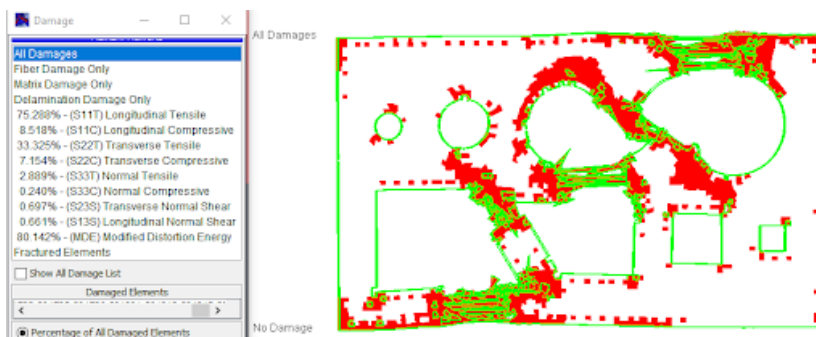 Damage
All Damages
Fiber Damage Only
Matrix Damage Only
Delamination Damage Only
75.288% - (S11T) Longitudinal Tensile
8.518% - (S11C) Longitudinal Compressive
33.325% - (S22T) Transverse Tensile
7.154% - (S22C) Transverse Compressive
2.889% - (S33T) Normal Tensile
0.240% - (S33C) Normal Compressive
0.697% - (S23S) Transverse Normal Shear
0.661% - (S13S) Longitudinal Normal Shear
80.142% - (MDE) Modified Distortion Energy
Fractured Elements
Show All Damage List
Damaged Elements
Percentage of All Damaged Elements
All Damages
No Damage